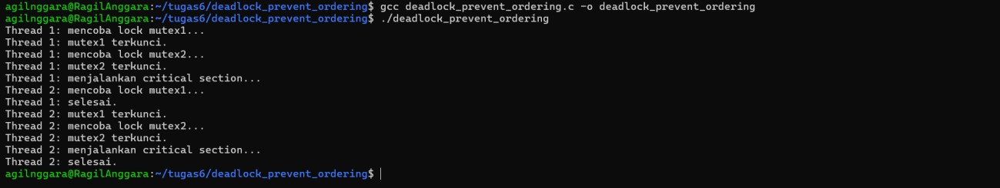 agilnggara@RagilAnggara:~/tugas6/deadlock_prevent_ordering$ gcc deadlock_prevent_ordering.c -o deadlock_prevent_ordering
agilnggara@RagilAnggara:~/tugas6/deadlock_prevent_ordering$ ./deadlock_prevent_ordering
Thread 1: mencoba lock mutex1...
Thread 1: mutex1 terkunci.
Thread 1: mencoba lock mutex2...
Thread 1: mutex2 terkunci.
Thread 1: menjalankan critical section...
Thread 2: mencoba lock mutex1...
Thread 1: selesai.
Thread 2: mutex1 terkunci.
Thread 2: mencoba lock mutex2...
Thread 2: mutex2 terkunci.
Thread 2: menjalankan critical section...
Thread 2: selesai.
agilnggara@RagilAnggara:~/tugas6/deadlock_prevent_ordering$